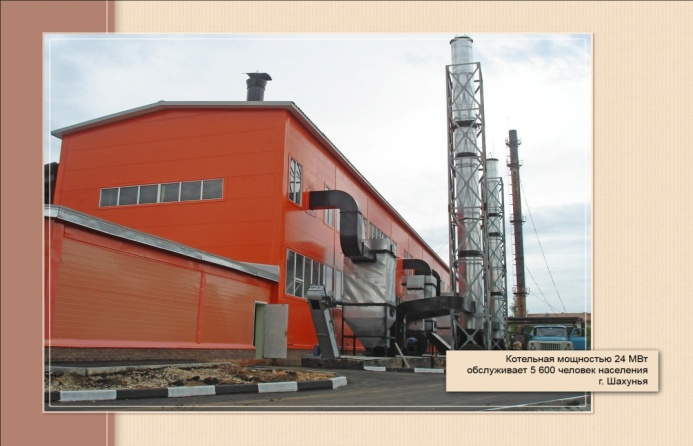 Котельная мощностью 24 МВт
обслуживает 5 600 человек населения
г. Шахунья